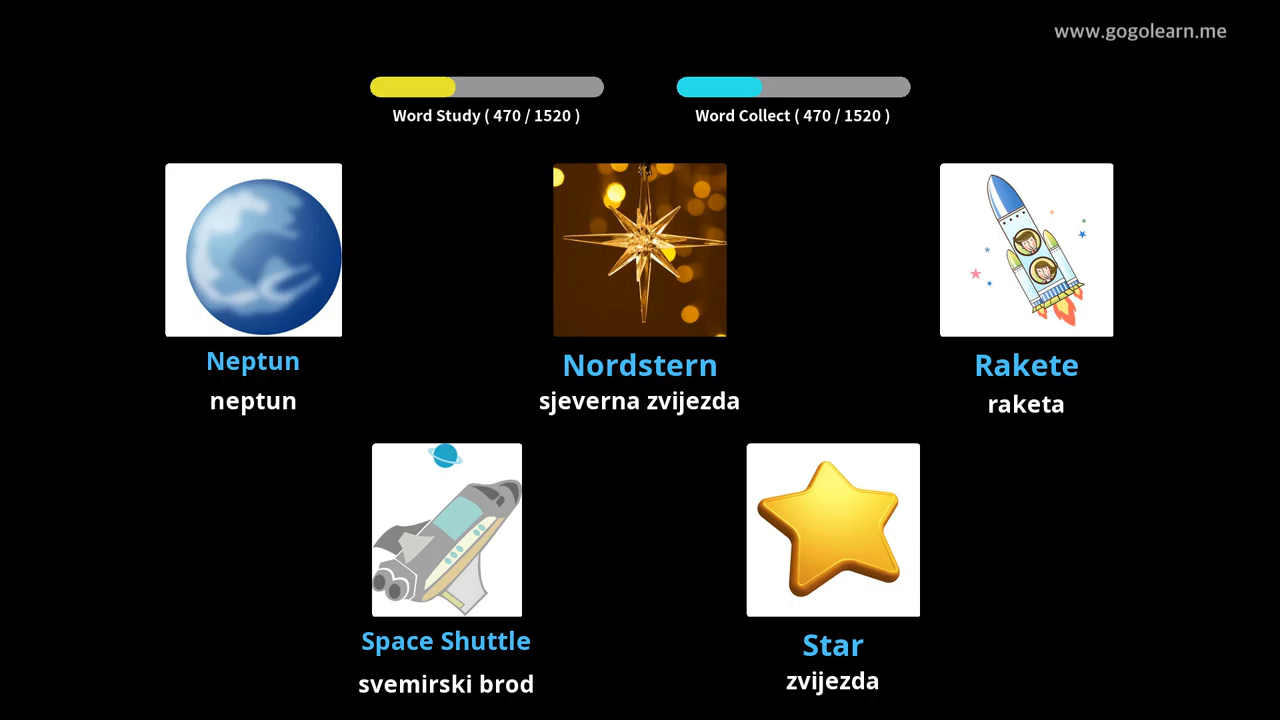 www.gogolearn.me
Word Study ( 470 / 1520 )
Word Collect ( 470 / 1520 )
Neptun
neptun
Nordstern
sjeverna zvijezda
Rakete
raketa
Space Shuttle
svemirski brod
Star
zvijezda